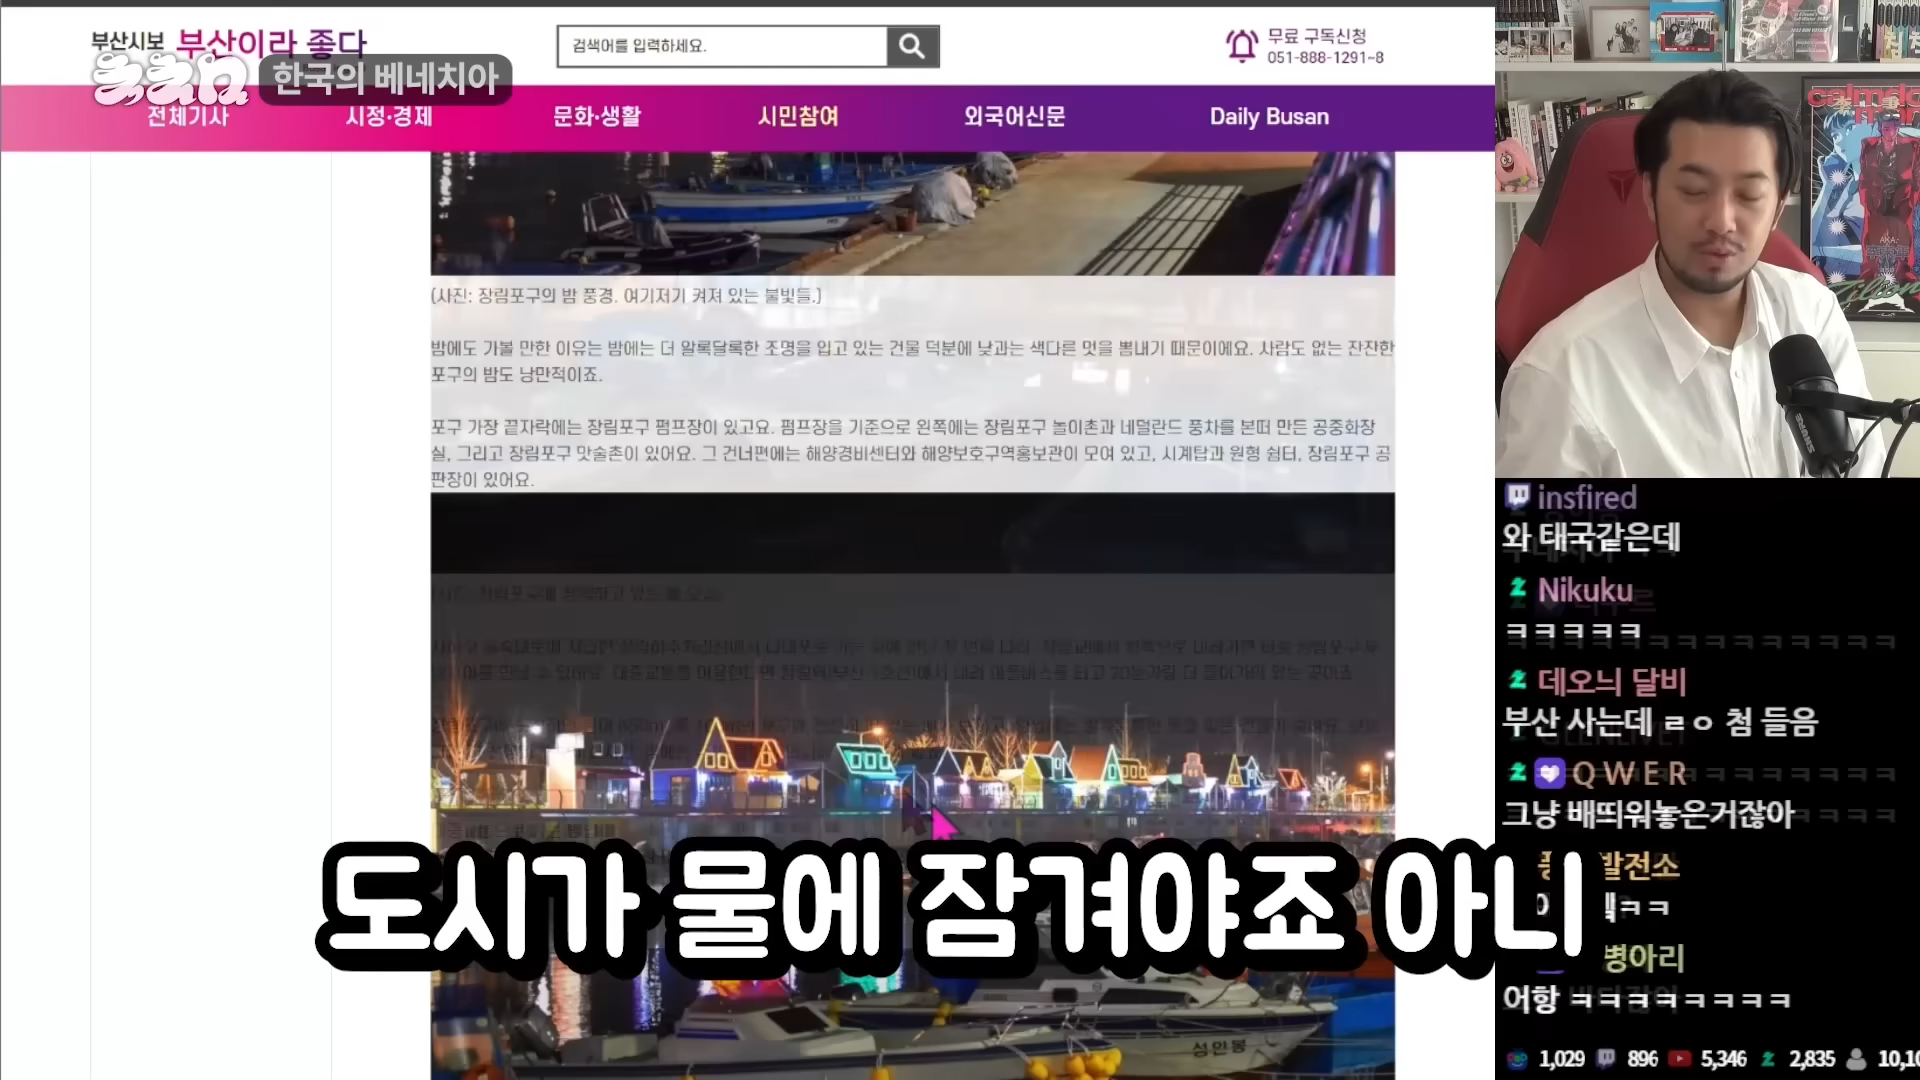 부산시보 부산이라 좋다
검색어를 입력하세요.
무료 구독신청
051-888-1291~8
ㅊㅊㅁ 한국의 베네치아
전체기사 시정·경제 문화·생활 시민참여 외국어신문 Daily Busan
(사진: 장림포구의 밤 풍경. 여기저기 켜져 있는 불빛들.)
밤에도 가볼 만한 이유는 밤에는 더 알록달록한 조명을 입고 있는 건물 덕분에 낮과는 색다른 멋을 뽐내기 때문이에요. 사람도 없는 잔잔한
포구의 밤도 낭만적이죠.
포구 가장 끝자락에는 장림포구 펌프장이 있고요. 펌프장을 기준으로 왼쪽에는 장림포구 놀이촌과 네덜란드 풍차를 본떠 만든 공중화장
실, 그리고 장림포구 맛술촌이 있어요. 그 건너편에는 해양경비센터와 해양보호구역홍보관이 모여 있고, 시계탑과 원형 쉼터, 장림포구 공
판장이 있어요.
성안봉
도시가 물에 잠겨야죠 아니
insfired
와 태국같은데
Nikuku
ㅋㅋㅋㅋㅋ
데오늬 달비
부산 사는데 ㄹㅇ 첨 들음
Q W E R
그냥 배띄워놓은거잖아
발전소
ㅋㅋ
병아리
어항 ㅋㅋㅋㅋㅋㅋㅋㅋ
1,029 896 5,346 2,835